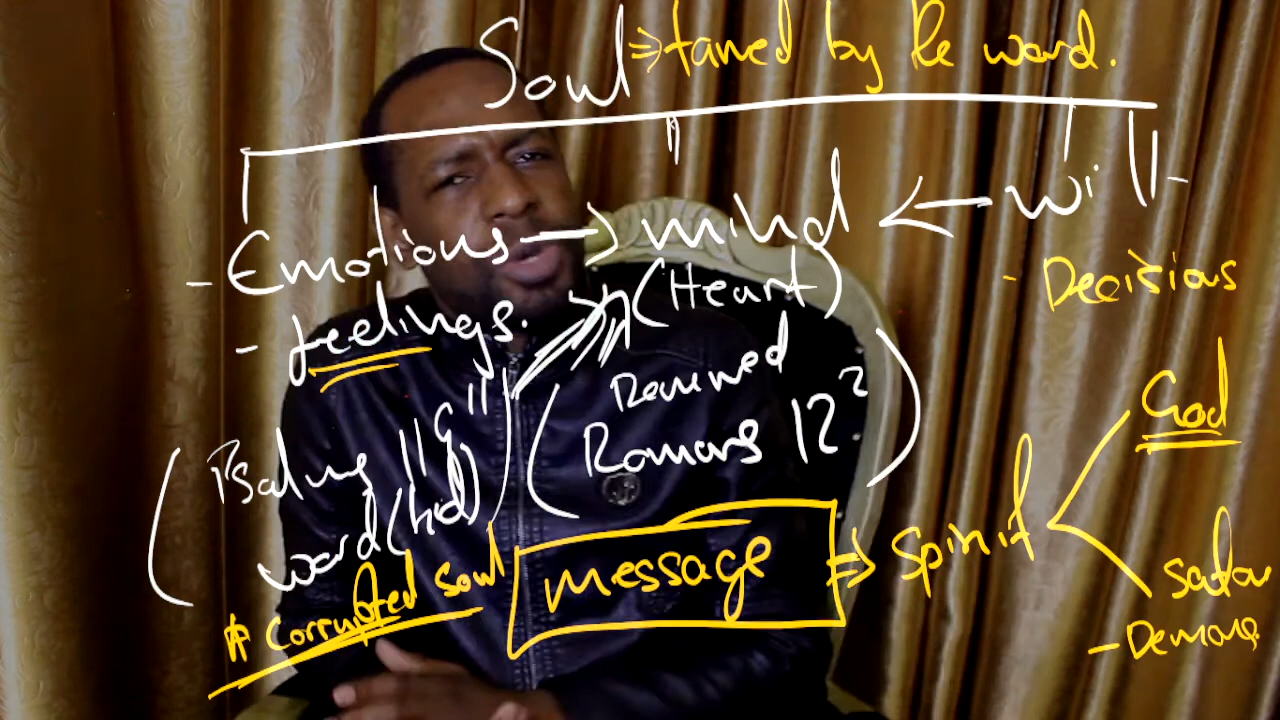 Soul ⇒ tamed by the word.
- Emotions → mind ← will -
- feelings. (Heart) - Decisions
(Psalms 119 11 word (hid)) (Renewed Romans 12 2)
* corrupted soul message ⇒ spirit < God
satan
- Demons